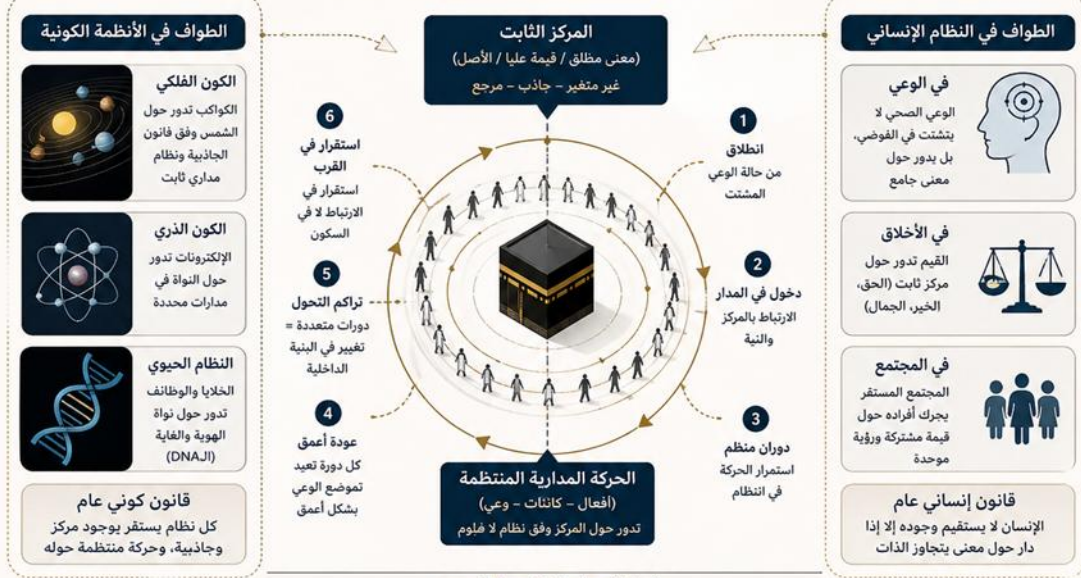 المركز الثابت
(معنى مظلق / قيمة عليا / الأصل)
غير متغير – جاذب – مرجع
الطواف في النظام الإنساني
في الوعي
الوعي الصحي لا
يتشتت في الفوضي،
بل يدور حول
معنى جامع
في الأخلاق
القيم تدور حول
مركز ثابت (الحق،
الخير، الجمال)
في المجتمع
المجتمع المستقر
يجرك أفراده حول
قيمة مشتركة ورؤية
موحدة
قانون إنساني عام
الإنسان لا يستقيم وجوده إلا إذا
دار حول معنى يتجاوز الذات
1
انطلاق
من حالة الوعي
المشتت
2
دخول في المدار
الارتباط بالمركز
والنية
3
دوران منظم
استمرار الحركة
في انتظام
4
عودة أعمق
كل دورة تعيد
تموضع الوعي
بشكل أعمق
5
تراكم التحول
دورات متعددة =
تغيير في البنية
الداخلية
6
استقرار في
القرب
استقرار في
الارتباط لا في
السكون
الحركة المدارية المنتظمة
(أفعال – كائنات – وعي)
تدور حول المركز وفق نظام لا
الطواف في الأنظمة الكونية
الكون الفلكي
الكواكب تدور حول
الشمس وفق قانون
الجاذبية ونظام
مداري ثابت
الكون الذري
الإلكترونات تدور
حول النواة في
مدارات محددة
النظام الحيوي
الخلايا والوظائف
تدور حول نواة
الهوية والغاية
(الـDNA)
قانون كوني عام
كل نظام يستقر بوجود مركز
وجاذبية، وحركة منتظمة حوله